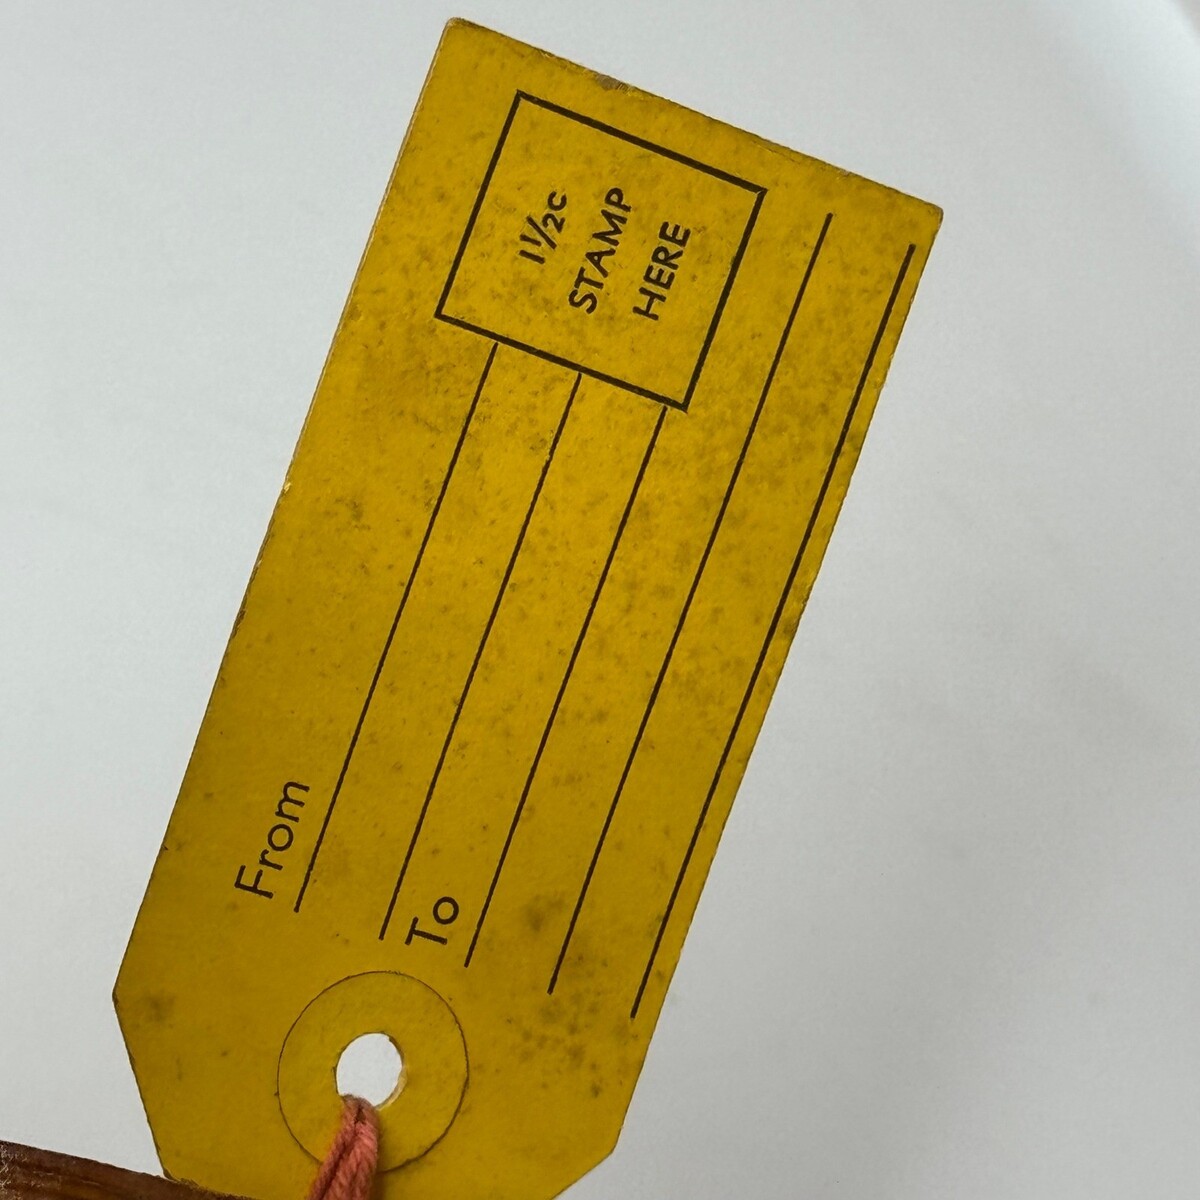 1½c
STAMP
HERE
From
To